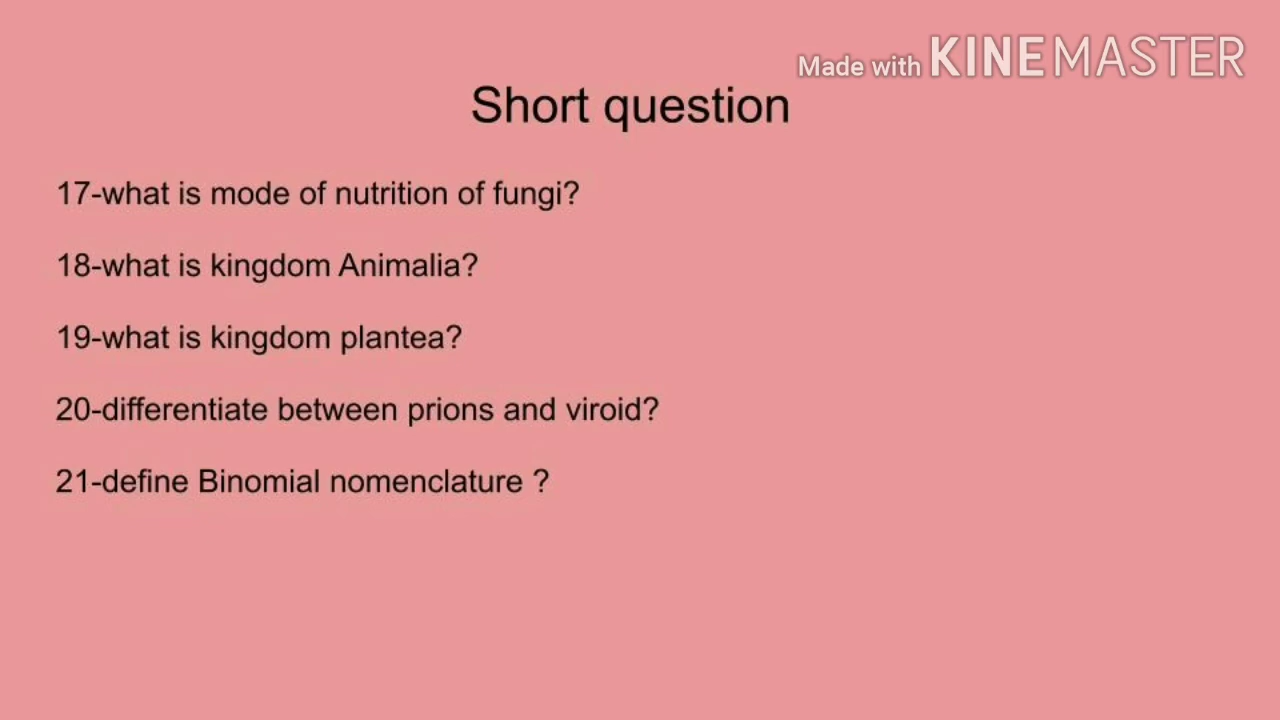 Made with KINEMASTER
Short question
17-what is mode of nutrition of fungi?
18-what is kingdom Animalia?
19-what is kingdom plantea?
20-differentiate between prions and viroid?
21-define Binomial nomenclature ?